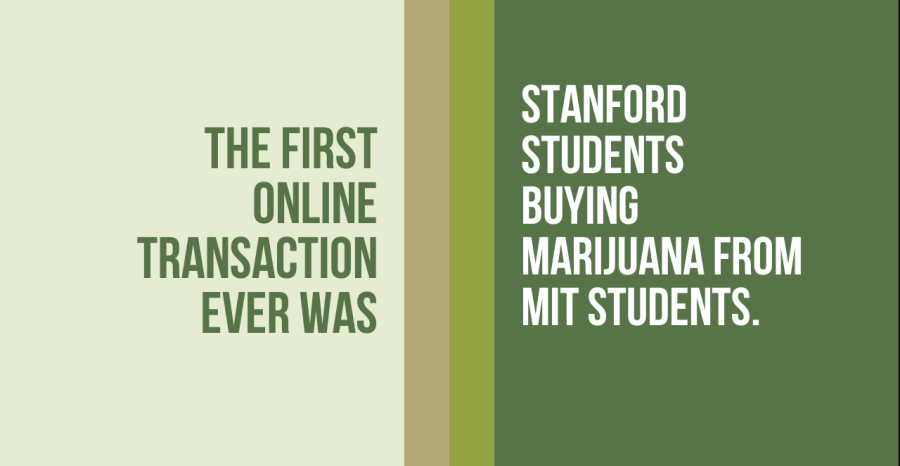 THE FIRST
ONLINE
TRANSACTION
EVER WAS
STANFORD
STUDENTS
BUYING
MARIJUANA FROM
MIT STUDENTS.